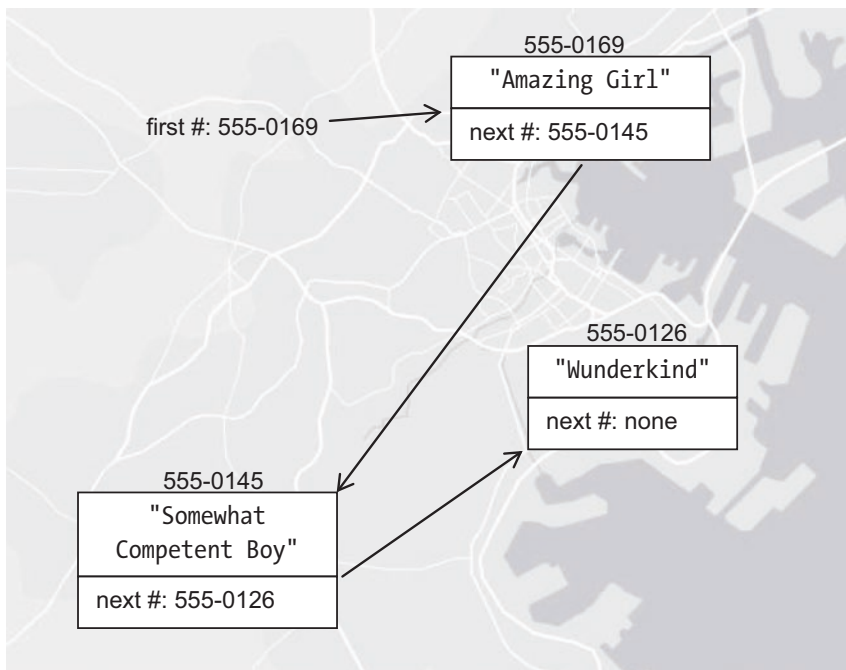 555-0169
"Amazing Girl"
first #: 555-0169
next #: 555-0145
555-0126
"Wunderkind"
next #: none
555-0145
"Somewhat
Competent Boy"
next #: 555-0126